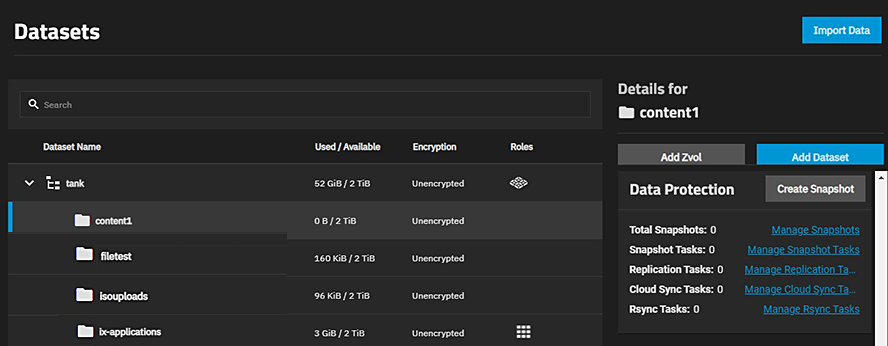 Datasets
Import Data
Search
Dataset Name Used / Available Encryption Roles
tank 52 GiB / 2 TiB Unencrypted
content1 0 B / 2 TiB Unencrypted
filetest 160 KiB / 2 TiB Unencrypted
isouploads 96 KiB / 2 TiB Unencrypted
ix-applications 3 GiB / 2 TiB Unencrypted
Details for
content1
Add Zvol Add Dataset
Data Protection Create Snapshot
Total Snapshots: 0 Manage Snapshots
Snapshot Tasks: 0 Manage Snapshot Tasks
Replication Tasks: 0 Manage Replication Ta...
Cloud Sync Tasks: 0 Manage Cloud Sync Ta...
Rsync Tasks: 0 Manage Rsync Tasks